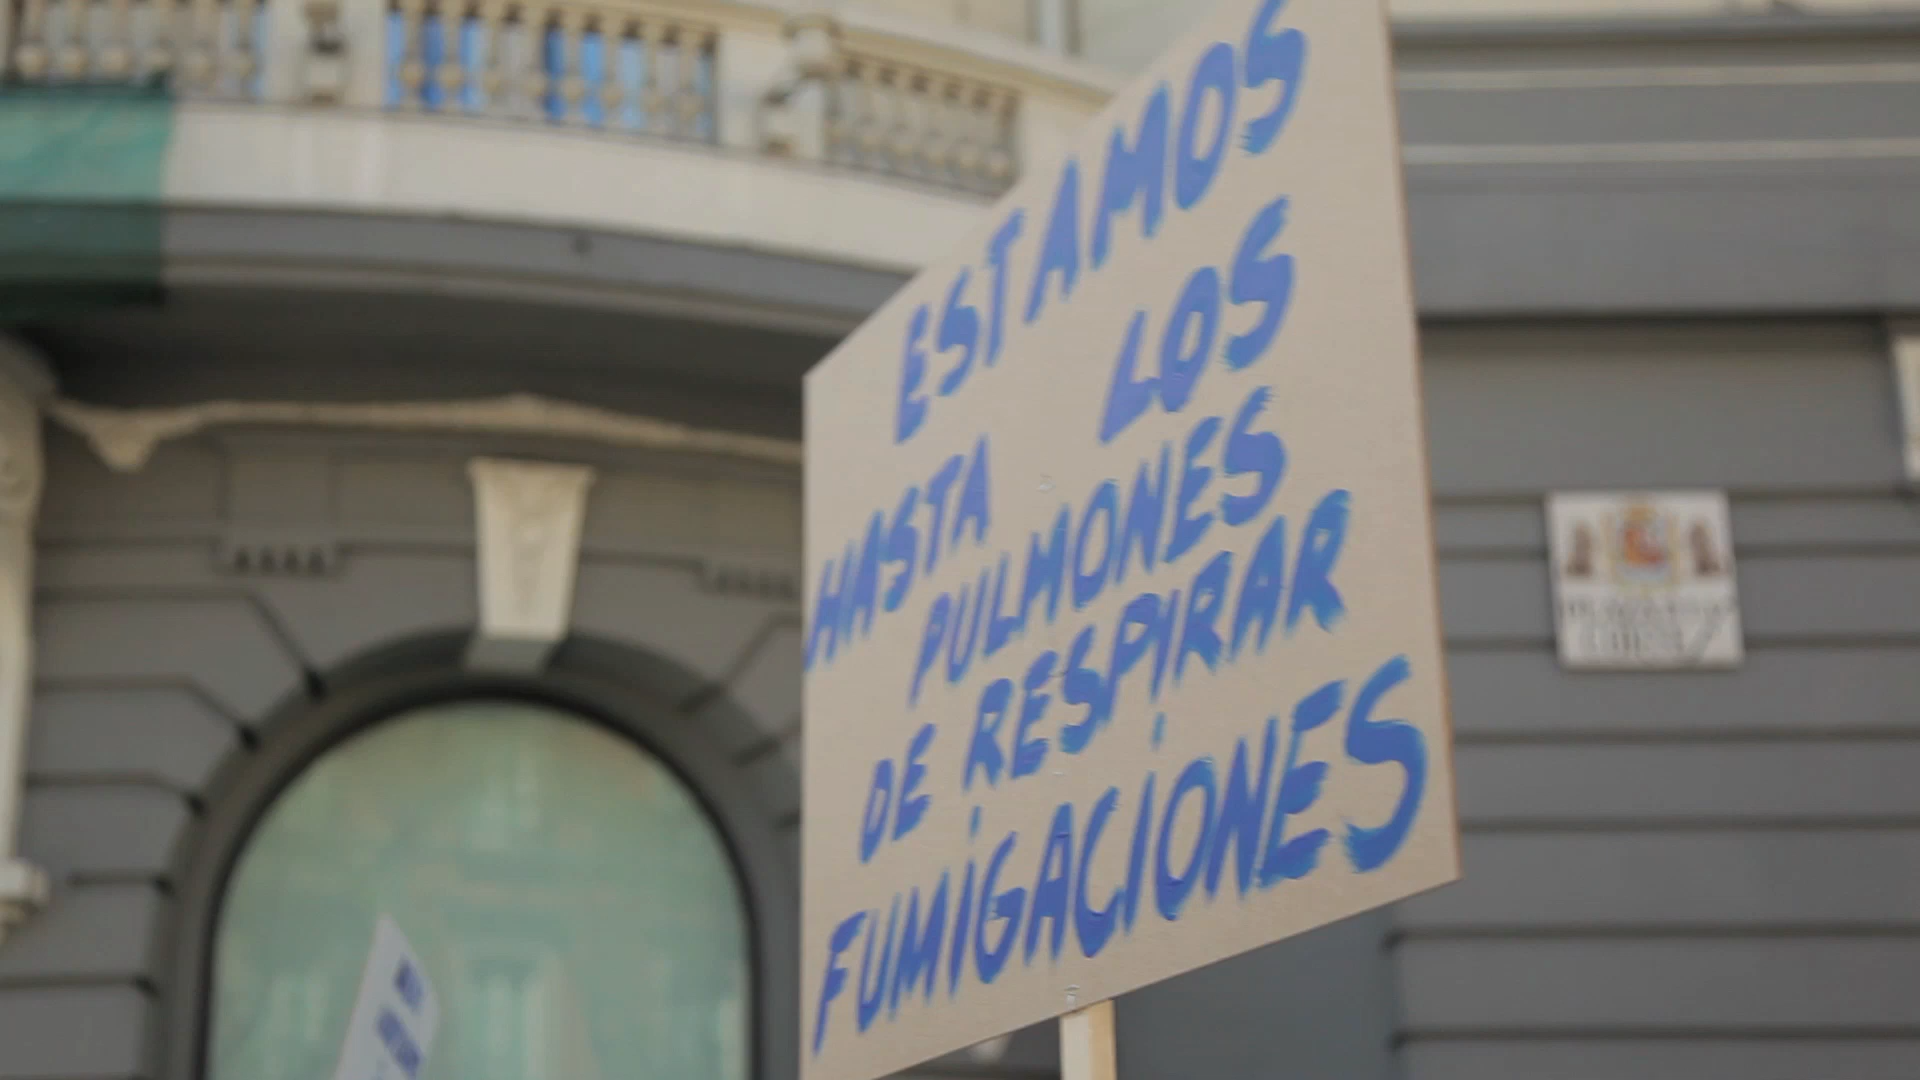 ESTAMOS
HASTA LOS
PULMONES
DE RESPIRAR
FUMIGACIONES